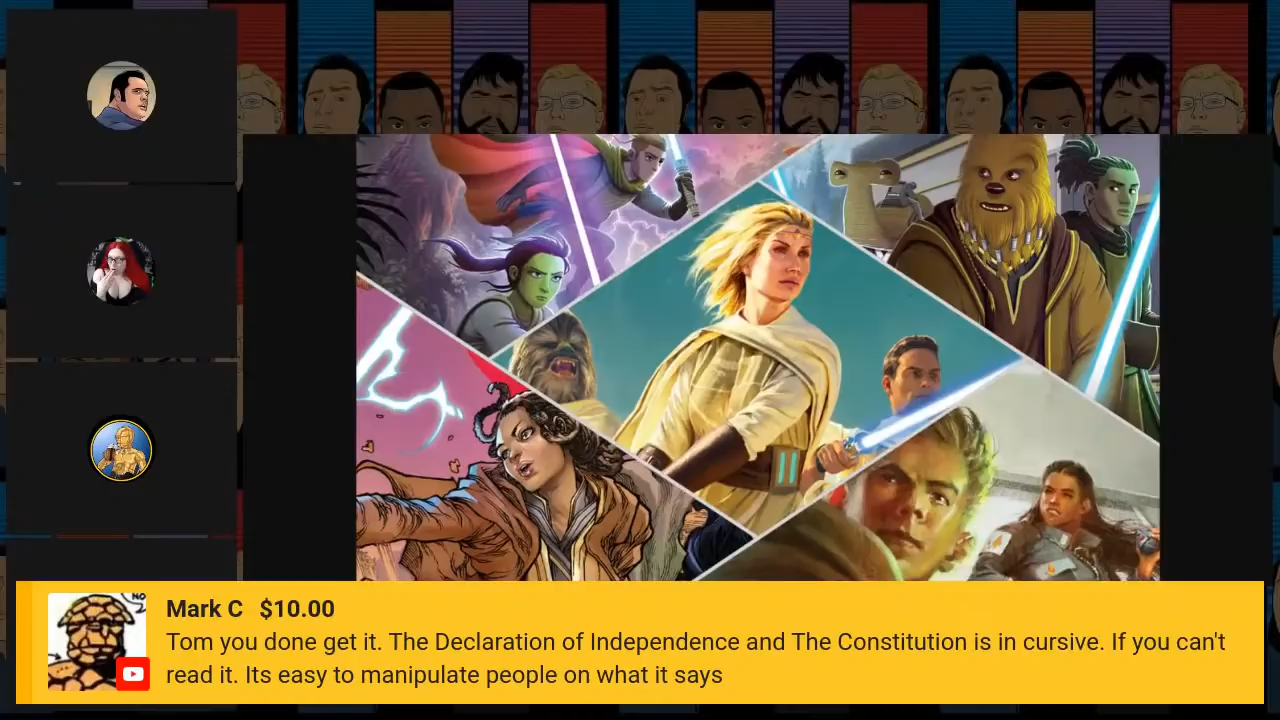 NO
Mark C $10.00
Tom you done get it. The Declaration of Independence and The Constitution is in cursive. If you can't
read it. Its easy to manipulate people on what it says